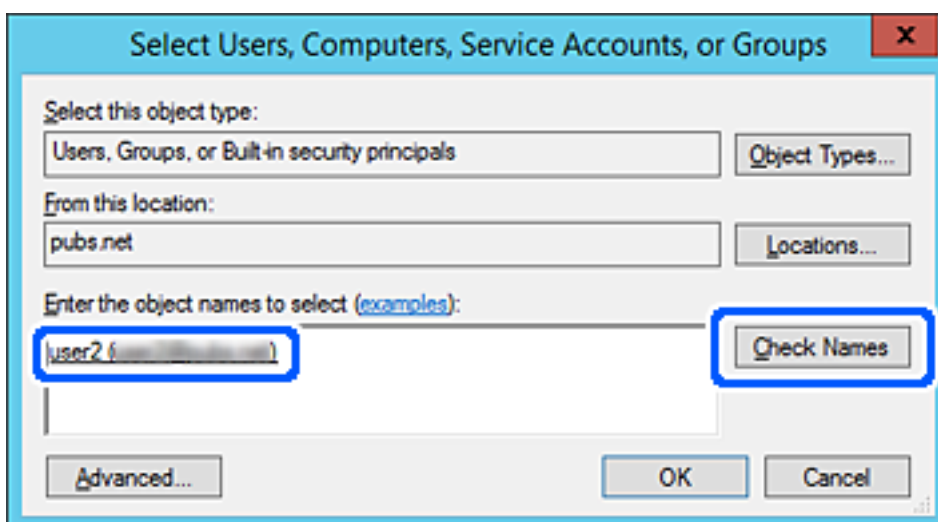 Select Users, Computers, Service Accounts, or Groups
x
Select this object type:
Users, Groups, or Built-in security principals
Object Types...
From this location:
pubs.net
Locations...
Enter the object names to select (examples):
user2 (
)
Check Names
Advanced...
OK
Cancel